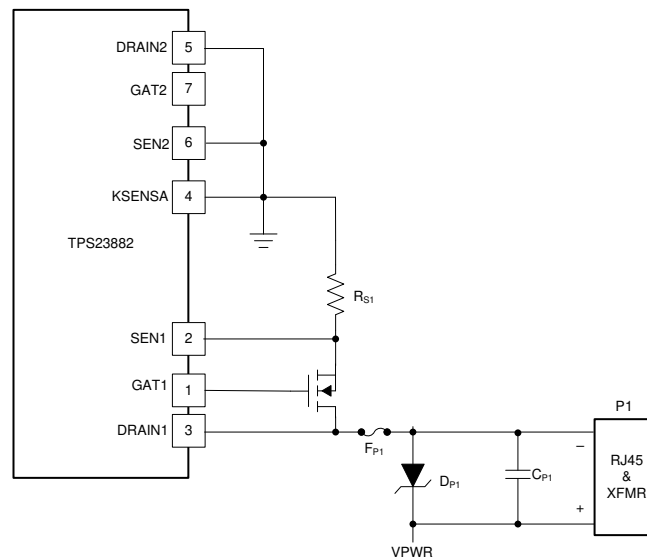 DRAIN2 5
GAT2 7
SEN2 6
KSENSA 4
TPS23882
RS1
SEN1 2
GAT1 1
DRAIN1 3
FP1
DP1
CP1
P1
–
RJ45
&
XFMR
+
VPWR